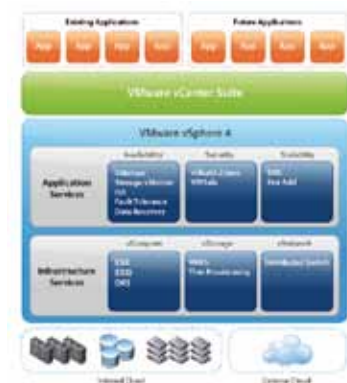 Existing Applications
Future Applications
App App App App
App App App App
VMware vCenter Suite
VMware vSphere 4
Availability
Security
Scalability
Application
Services
VMotion
Storage vMotion
HA
Fault Tolerance
Data Recovery
vShield Zones
VMSafe
DRS
Hot Add
vCompute
vStorage
vNetwork
Infrastructure
Services
ESX
ESXi
DRS
VMFS
Thin Provisioning
Distributed Switch
Internal Cloud
External Cloud